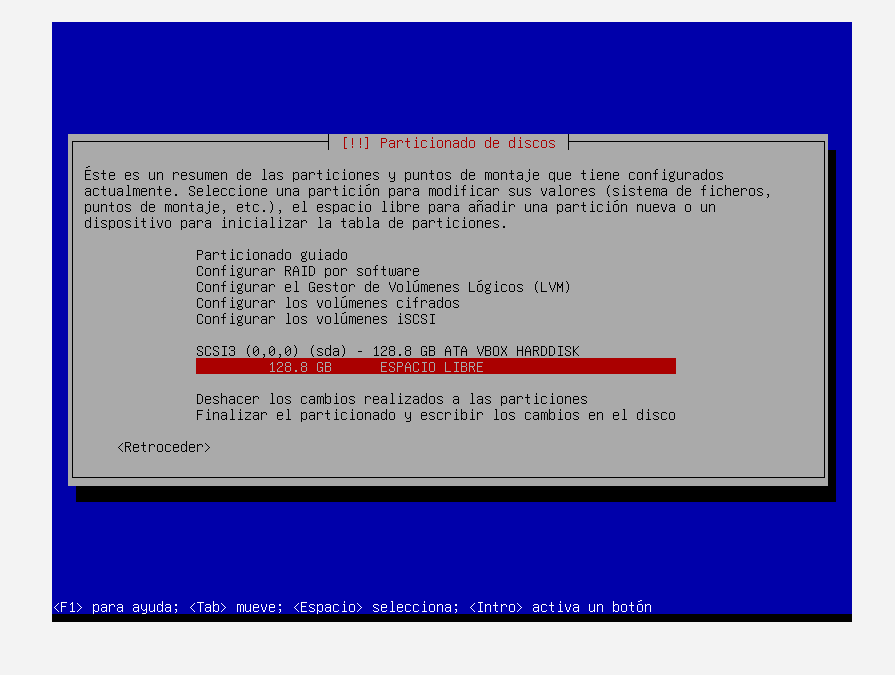 [!!] Particionado de discos
Éste es un resumen de las particiones y puntos de montaje que tiene configurados
actualmente. Seleccione una partición para modificar sus valores (sistema de ficheros,
puntos de montaje, etc.), el espacio libre para añadir una partición nueva o un
dispositivo para inicializar la tabla de particiones.
Particionado guiado
Configurar RAID por software
Configurar el Gestor de Volúmenes Lógicos (LVM)
Configurar los volúmenes cifrados
Configurar los volúmenes iSCSI
SCSI3 (0,0,0) (sda) - 128.8 GB ATA VBOX HARDDISK
128.8 GB ESPACIO LIBRE
Deshacer los cambios realizados a las particiones
Finalizar el particionado y escribir los cambios en el disco
<Retroceder>
<F1> para ayuda; <Tab> mueve; <Espacio> selecciona; <Intro> activa un botón